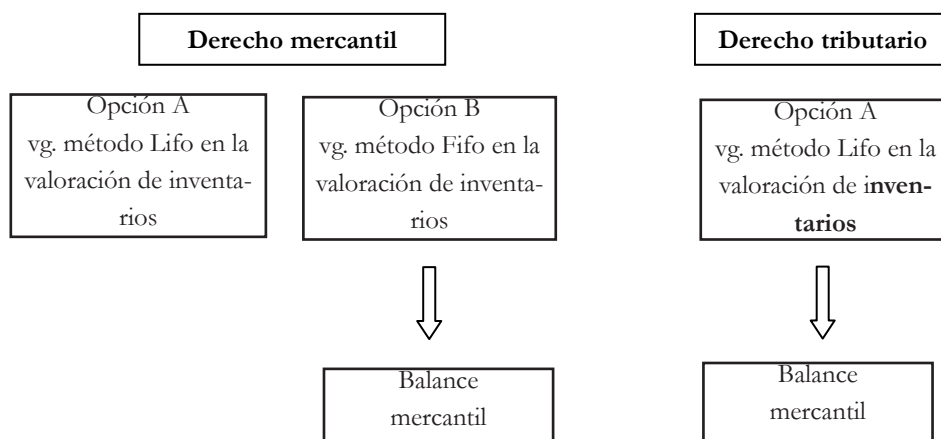 Derecho mercantil
Derecho tributario
Opción A
vg. método Lifo en la
valoración de inventa-
rios
Opción B
vg. método Fifo en la
valoración de inventa-
rios
Opción A
vg. método Lifo en la
valoración de inven-
tarios
Balance
mercantil
Balance
mercantil